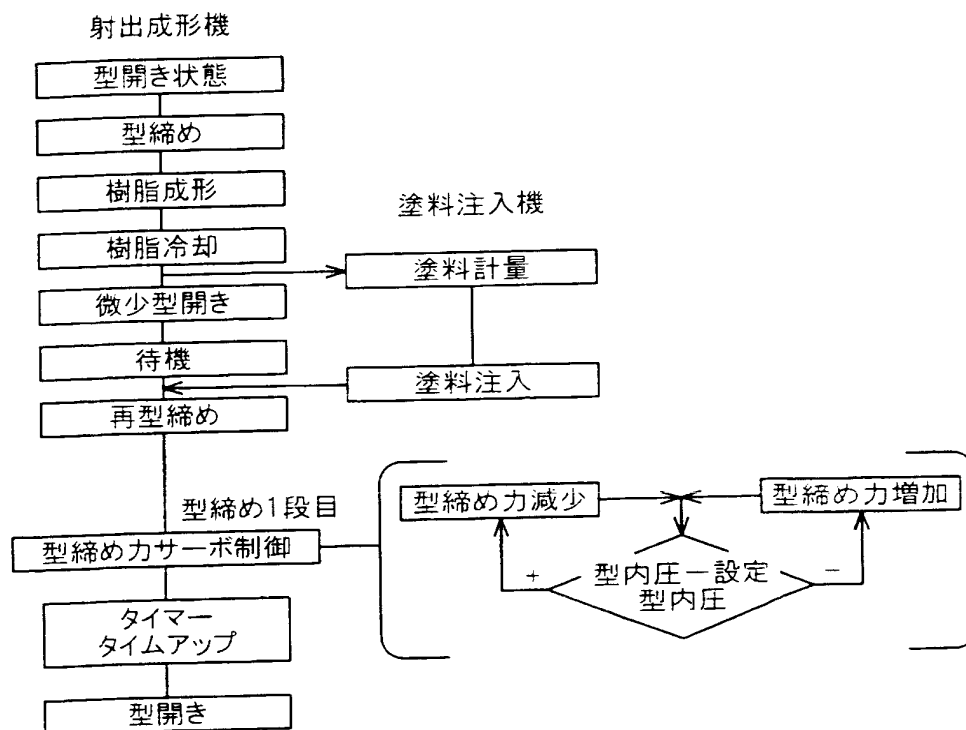 射出成形機
型開き状態
型締め
樹脂成形
樹脂冷却
微少型開き
待機
再型締め
塗料注入機
塗料計量
塗料注入
型締め1段目
型締め力サーボ制御
タイマー
タイムアップ
型開き
型締め力減少
型締め力増加
+
型内圧－設定
型内圧
－